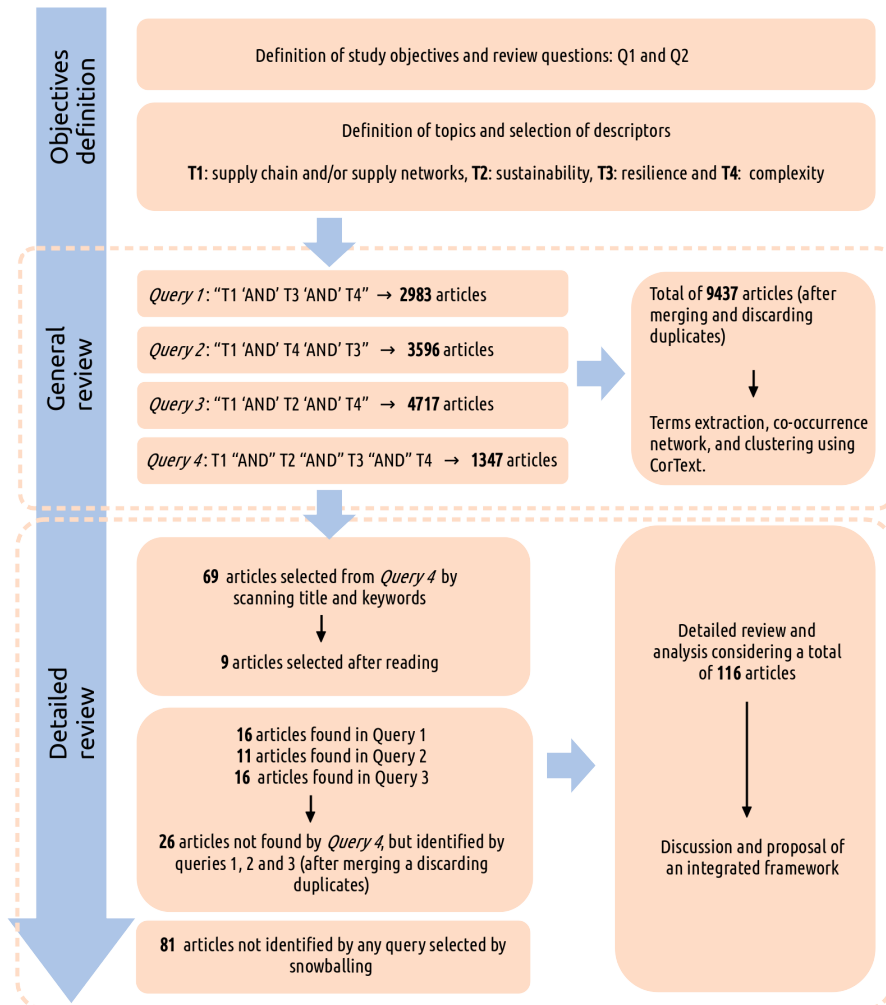 Objectives
definition
Definition of study objectives and review questions: Q1 and Q2
Definition of topics and selection of descriptors
T1: supply chain and/or supply networks, T2: sustainability, T3: resilience and T4: complexity
General
review
Query 1: “T1 ‘AND’ T3 ‘AND’ T4” → 2983 articles
Query 2: “T1 ‘AND’ T4 ‘AND’ T3” → 3596 articles
Query 3: “T1 ‘AND’ T2 ‘AND’ T4” → 4717 articles
Query 4: T1 “AND” T2 “AND” T3 “AND” T4 → 1347 articles
Total of 9437 articles (after
merging and discarding
duplicates)
Terms extraction, co-occurrence
network, and clustering using
CorText.
Detailed
review
69 articles selected from Query 4 by
scanning title and keywords
9 articles selected after reading
16 articles found in Query 1
11 articles found in Query 2
16 articles found in Query 3
26 articles not found by Query 4, but identified by
queries 1, 2 and 3 (after merging a discarding
duplicates)
81 articles not identified by any query selected by
snowballing
Detailed review and
analysis considering a total
of 116 articles
Discussion and proposal of
an integrated framework